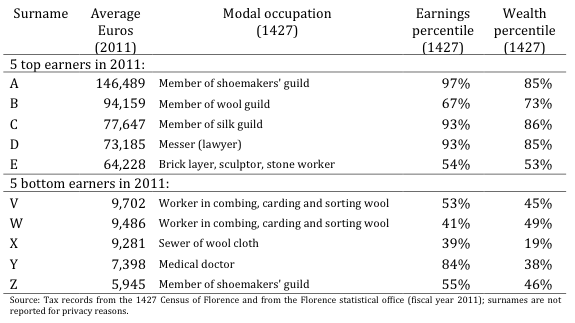 Surname Average Euros (2011) Modal occupation (1427) Earnings percentile (1427) Wealth percentile (1427)
5 top earners in 2011:
A 146,489 Member of shoemakers' guild 97% 85%
B 94,159 Member of wool guild 67% 73%
C 77,647 Member of silk guild 93% 86%
D 73,185 Messer (lawyer) 93% 85%
E 64,228 Brick layer, sculptor, stone worker 54% 53%
5 bottom earners in 2011:
V 9,702 Worker in combing, carding and sorting wool 53% 45%
W 9,486 Worker in combing, carding and sorting wool 41% 49%
X 9,281 Sewer of wool cloth 39% 19%
Y 7,398 Medical doctor 84% 38%
Z 5,945 Member of shoemakers' guild 55% 46%
Source: Tax records from the 1427 Census of Florence and from the Florence statistical office (fiscal year 2011); surnames are not
reported for privacy reasons.